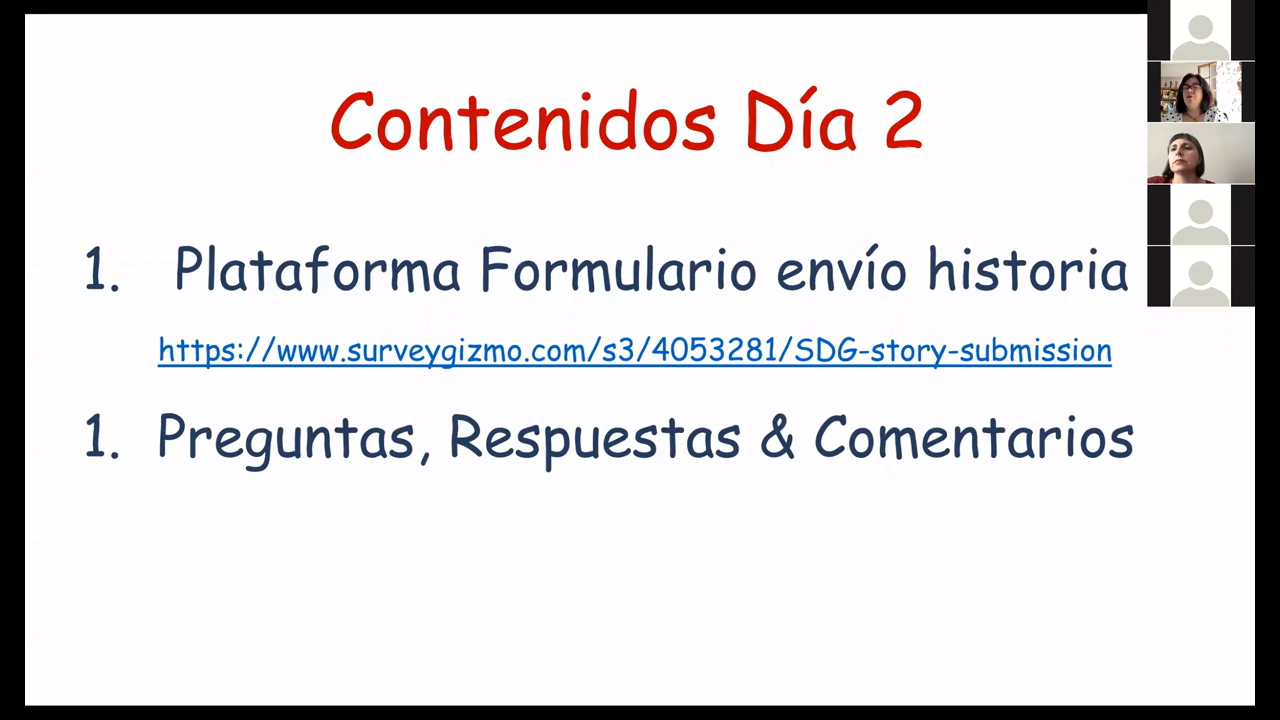 Contenidos Día 2
1. Plataforma Formulario envío historia
https://www.surveygizmo.com/s3/4053281/SDG-story-submission
1. Preguntas, Respuestas & Comentarios